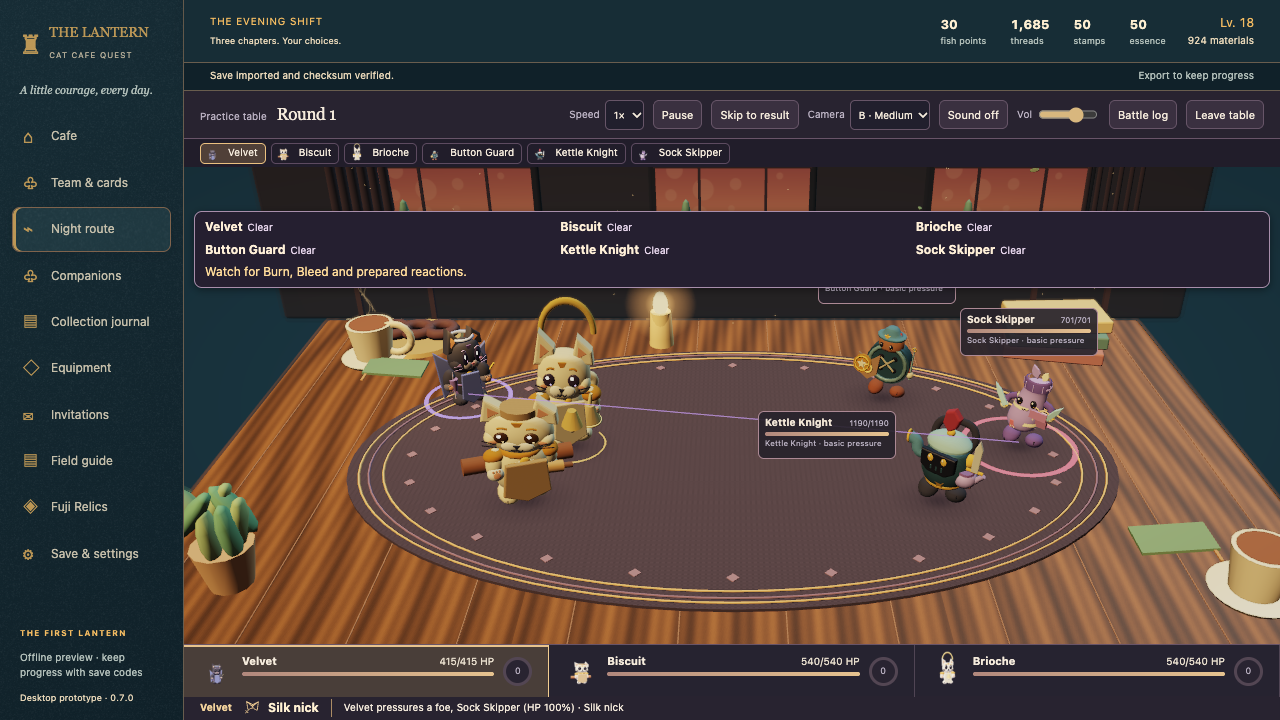 THE LANTERN
CAT CAFE QUEST
A little courage, every day.
Cafe
Team & cards
Night route
Companions
Collection journal
Equipment
Invitations
Field guide
Fuji Relics
Save & settings
THE FIRST LANTERN
Offline preview · keep
progress with save codes
Desktop prototype · 0.7.0
THE EVENING SHIFT
Three chapters. Your choices.
30 fish points
1,685 threads
50 stamps
50 essence
Lv. 18
924 materials
Save imported and checksum verified.
Export to keep progress
Practice table Round 1
Speed 1x Pause Skip to result Camera B · Medium Sound off Vol Battle log Leave table
Velvet Biscuit Brioche Button Guard Kettle Knight Sock Skipper
Velvet Clear Biscuit Clear Brioche Clear
Button Guard Clear Kettle Knight Clear Sock Skipper Clear
Watch for Burn, Bleed and prepared reactions.
Button Guard · basic pressure
Sock Skipper 701/701
Sock Skipper · basic pressure
Kettle Knight 1190/1190
Kettle Knight · basic pressure
Velvet 415/415 HP 0
Biscuit 540/540 HP 0
Brioche 540/540 HP 0
Velvet Silk nick Velvet pressures a foe, Sock Skipper (HP 100%) · Silk nick